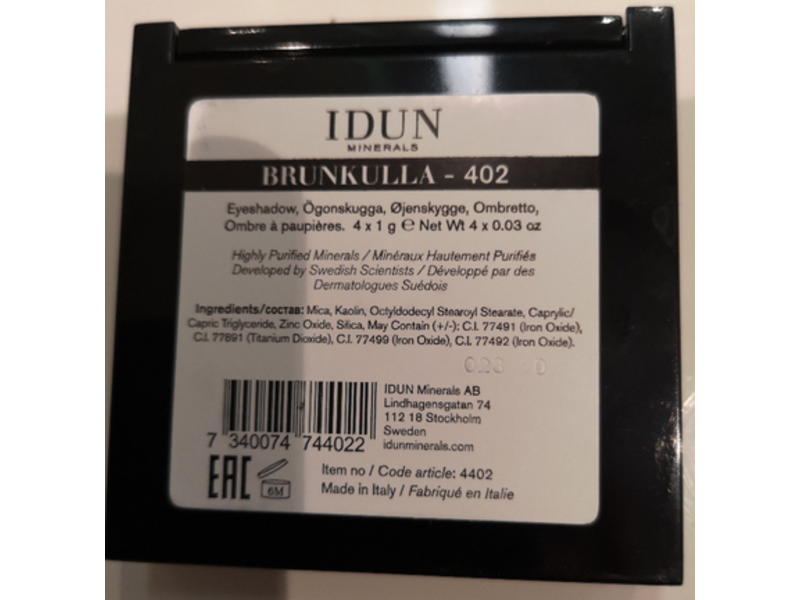 IDUN
MINERALS
BRUNKULLA - 402
Eyeshadow, Ögonskugga, Øjenskygge, Ombretto,
Ombre à paupières. 4 x 1 g ℮ Net Wt 4 x 0.03 oz
Highly Purified Minerals / Minéraux Hautement Purifiés
Developed by Swedish Scientists / Développé par des
Dermatologues Suédois
Ingredients/состав: Mica, Kaolin, Octyldodecyl Stearoyl Stearate, Caprylic/
Capric Triglyceride, Zinc Oxide, Silica, May Contain (+/-): C.I. 77491 (Iron Oxide),
C.I. 77891 (Titanium Dioxide), C.I. 77499 (Iron Oxide), C.I. 77492 (Iron Oxide).
IDUN Minerals AB
Lindhagensgatan 74
112 18 Stockholm
Sweden
idunminerals.com
7 340074 744022
EAC
6M
Item no / Code article: 4402
Made in Italy / Fabriqué en Italie